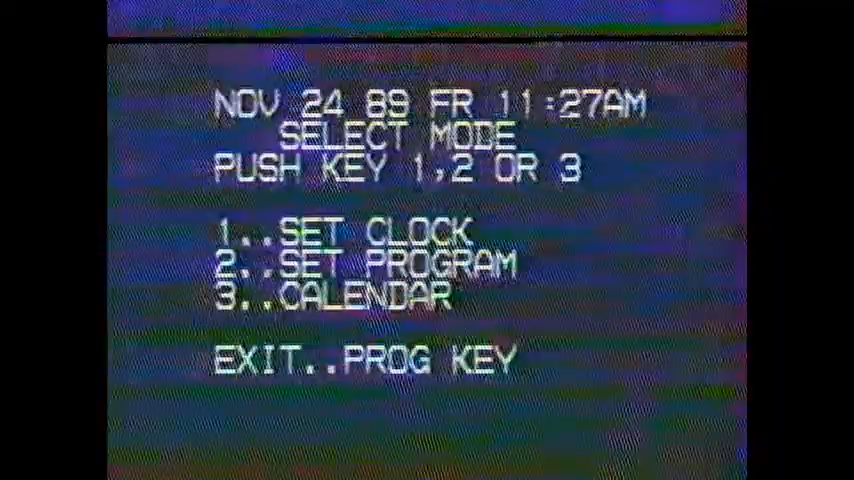 NOV 24 89 FR 11:27AM
SELECT MODE
PUSH KEY 1,2 OR 3
1..SET CLOCK
2..SET PROGRAM
3..CALENDAR
EXIT..PROG KEY